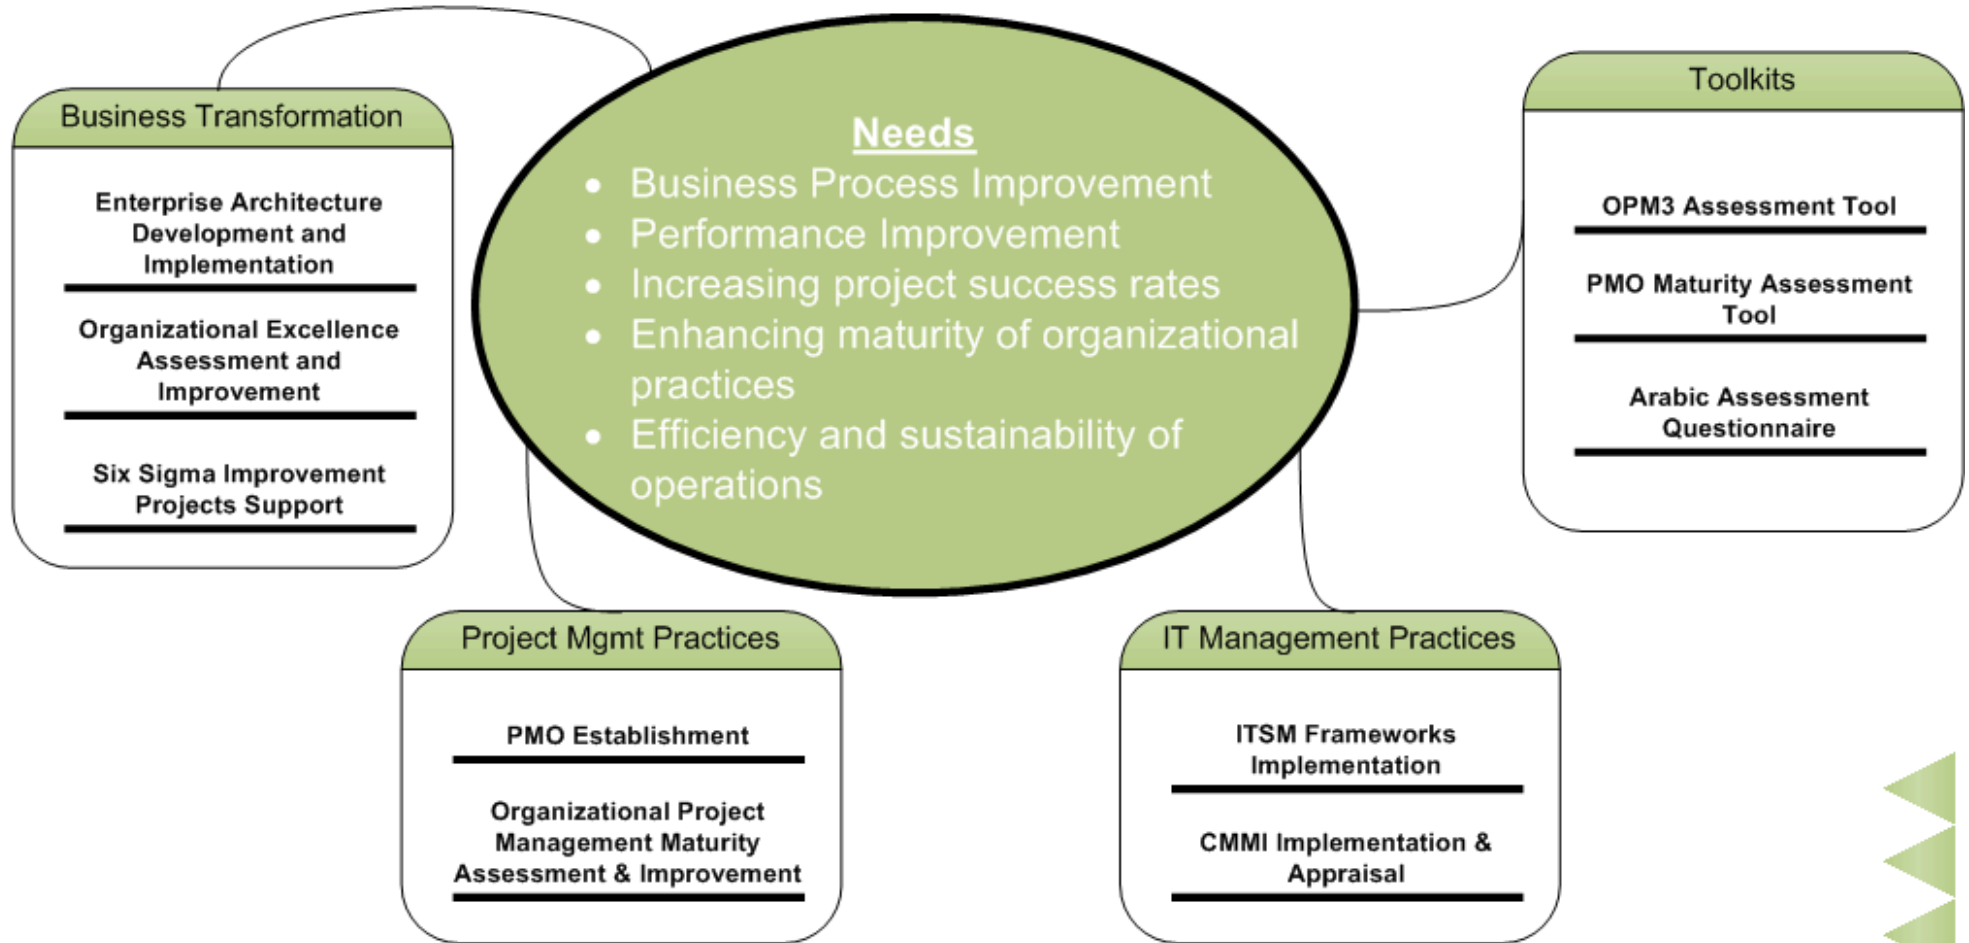 Business Transformation
Enterprise Architecture
Development and
Implementation
Organizational Excellence
Assessment and
Improvement
Six Sigma Improvement
Projects Support
Needs
• Business Process Improvement
• Performance Improvement
• Increasing project success rates
• Enhancing maturity of organizational
practices
• Efficiency and sustainability of
operations
Toolkits
OPM3 Assessment Tool
PMO Maturity Assessment
Tool
Arabic Assessment
Questionnaire
Project Mgmt Practices
PMO Establishment
Organizational Project
Management Maturity
Assessment & Improvement
IT Management Practices
ITSM Frameworks
Implementation
CMMI Implementation &
Appraisal